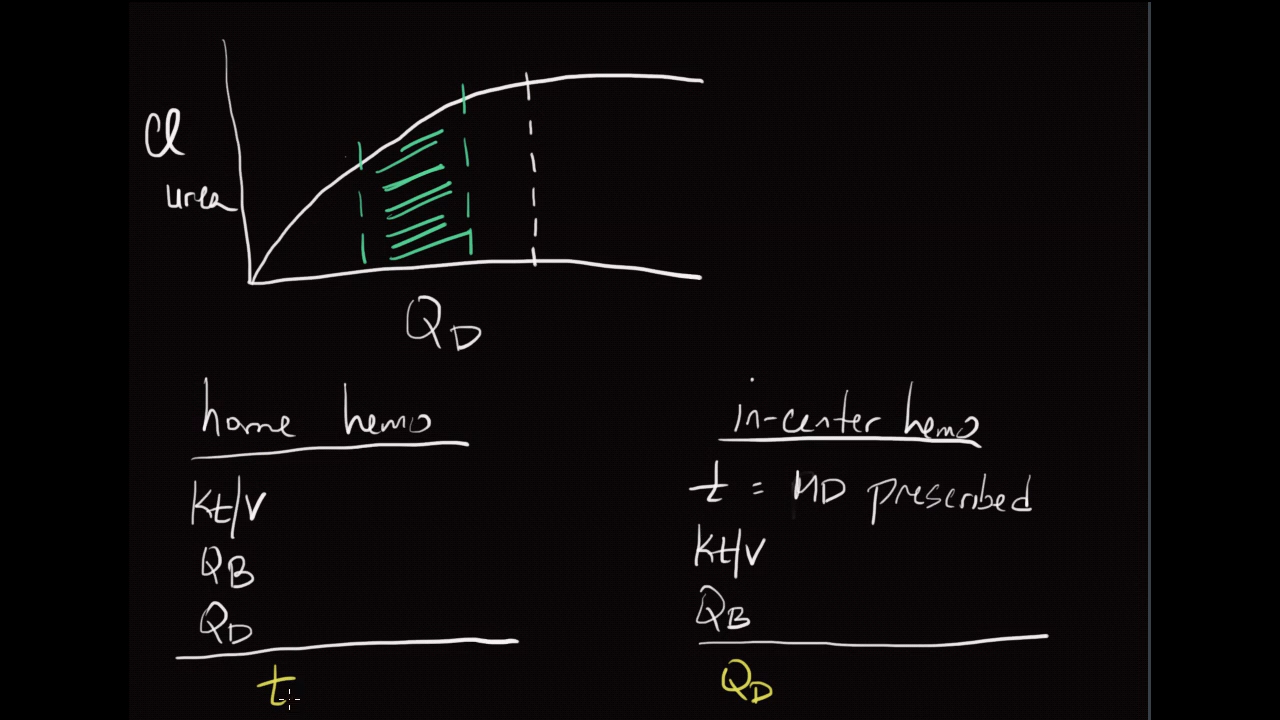 Cl
urea
QD
home hemo
Kt/V
QB
QD
t
in-center hemo
t = MD prescribed
Kt/V
QB
QD